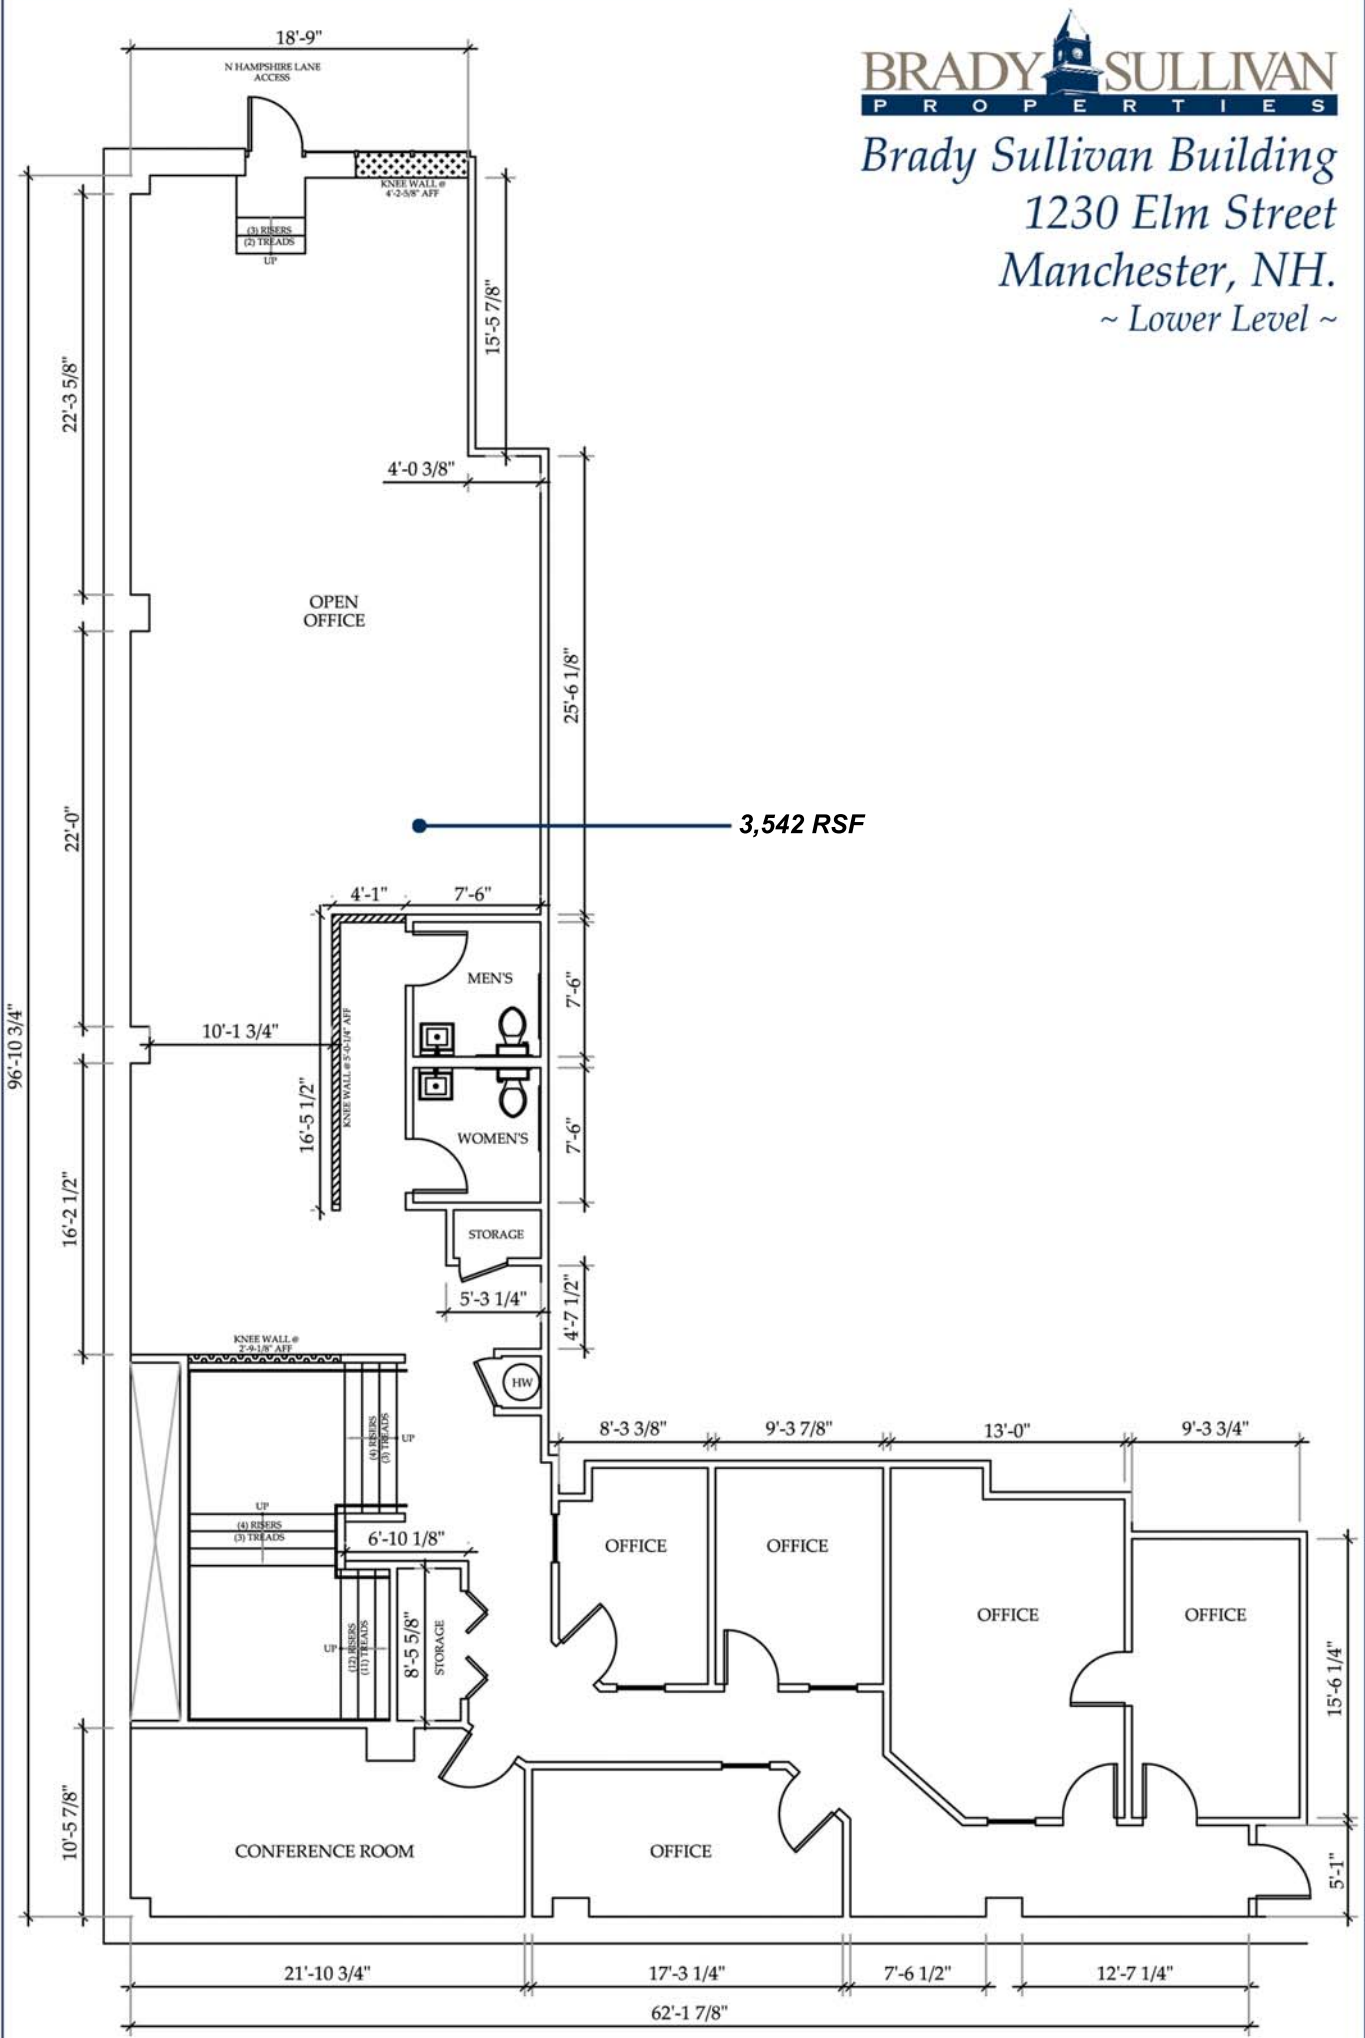 18'-9"
N HAMPSHIRE LANE
ACCESS
BRADY SULLIVAN
PROPERTIES
Brady Sullivan Building
1230 Elm Street
Manchester, NH.
~ Lower Level ~
KNEE WALL @
4'-2-5/8" AFF
(3) RISERS
(2) TREADS
UP
15'-5 7/8"
22'-3 5/8"
4'-0 3/8"
OPEN
OFFICE
25'-6 1/8"
22'-0"
3,542 RSF
4'-1"
7'-6"
MEN'S
7'-6"
96'-10 3/4"
10'-1 3/4"
KNEE WALL @ 5'-0-1/4" AFF
16'-5 1/2"
WOMEN'S
7'-6"
16'-2 1/2"
STORAGE
5'-3 1/4"
4'-7 1/2"
KNEE WALL @
2'-9-1/8" AFF
HW
(4) RISERS
(3) TREADS
UP
8'-3 3/8"
9'-3 7/8"
13'-0"
9'-3 3/4"
UP
(4) RISERS
(3) TREADS
6'-10 1/8"
OFFICE
OFFICE
OFFICE
OFFICE
UP
(12) RISERS
(11) TREADS
8'-5 5/8"
STORAGE
15'-6 1/4"
10'-5 7/8"
CONFERENCE ROOM
OFFICE
5'-1"
21'-10 3/4"
17'-3 1/4"
7'-6 1/2"
12'-7 1/4"
62'-1 7/8"